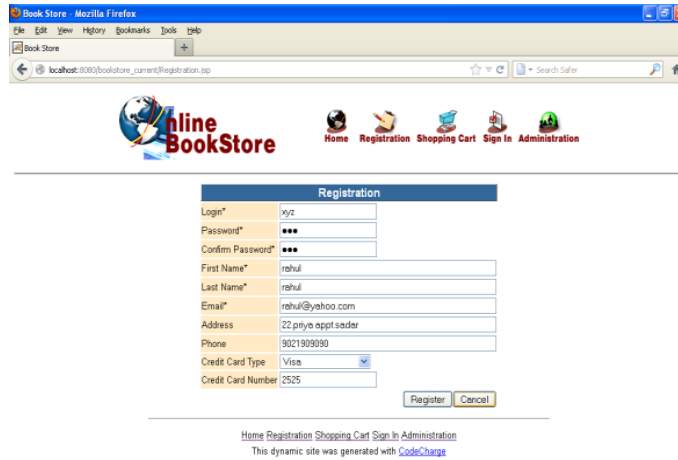 Book Store - Mozilla Firefox
File Edit View History Bookmarks Tools Help
Book Store
localhost:8080/bookstore_current/Registration.jsp Search Safer
Online
BookStore
Home Registration Shopping Cart Sign In Administration
Registration
Login* xyz
Password* •••
Confirm Password* •••
First Name* rahul
Last Name* rahul
Email* rahul@yahoo.com
Address 22.priya appt.sadar
Phone 9021909090
Credit Card Type Visa
Credit Card Number 2525
Register Cancel
Home Registration Shopping Cart Sign In Administration
This dynamic site was generated with CodeCharge